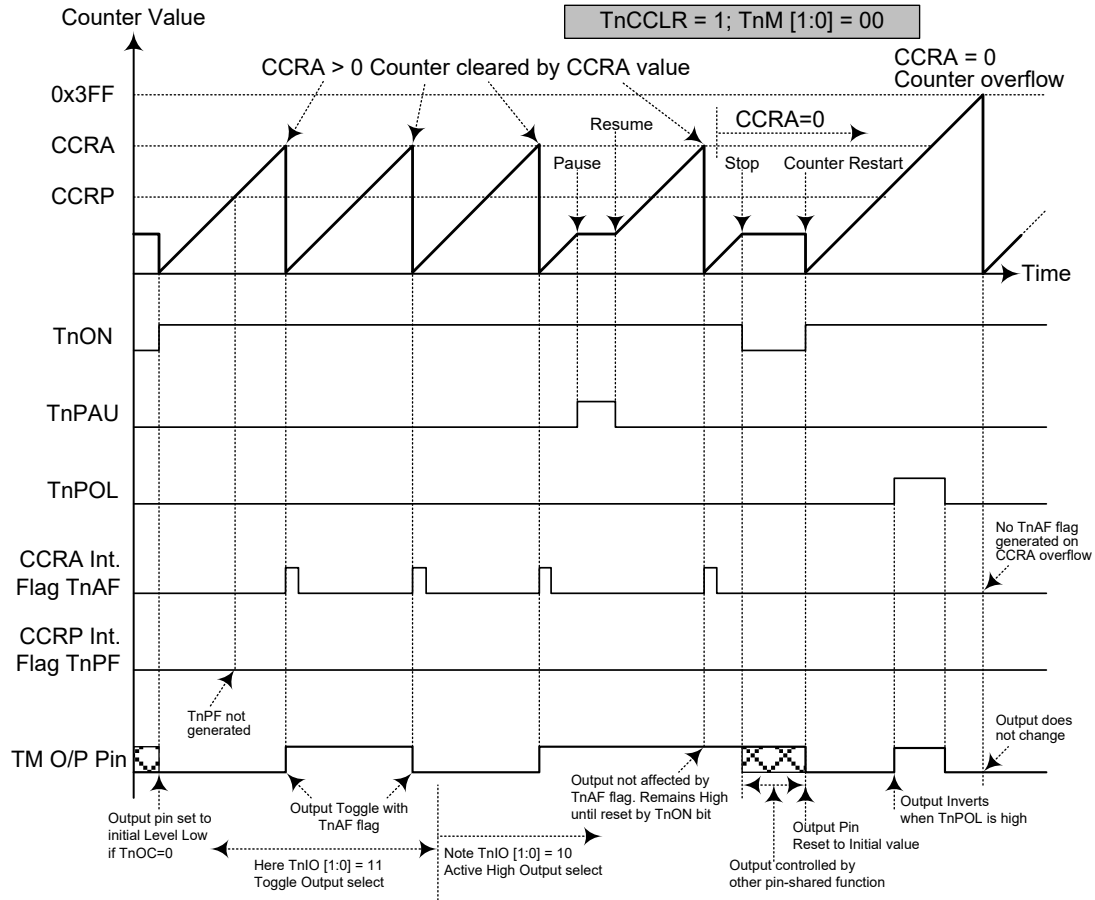 Counter Value
TnCCLR = 1; TnM [1:0] = 00
CCRA > 0 Counter cleared by CCRA value
CCRA = 0
Counter overflow
0x3FF
CCRA
CCRP
Resume
CCRA=0
Pause
Stop
Counter Restart
Time
TnON
TnPAU
TnPOL
No TnAF flag
generated on
CCRA overflow
CCRA Int.
Flag TnAF
CCRP Int.
Flag TnPF
TnPF not
generated
TM O/P Pin
Output does
not change
Output pin set to
initial Level Low
if TnOC=0
Output Toggle with
TnAF flag
Here TnIO [1:0] = 11
Toggle Output select
Note TnIO [1:0] = 10
Active High Output select
Output not affected by
TnAF flag. Remains High
until reset by TnON bit
Output controlled by
other pin-shared function
Output Pin
Reset to Initial value
Output Inverts
when TnPOL is high